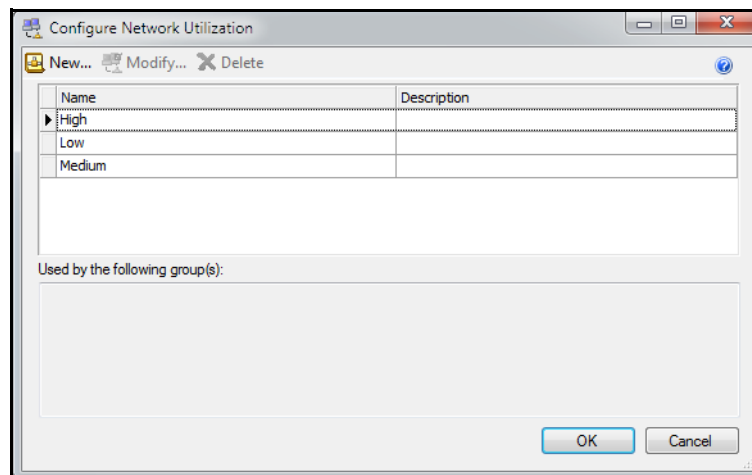 Configure Network Utilization
New... Modify... Delete
Name Description
High
Low
Medium
Used by the following group(s):
OK Cancel